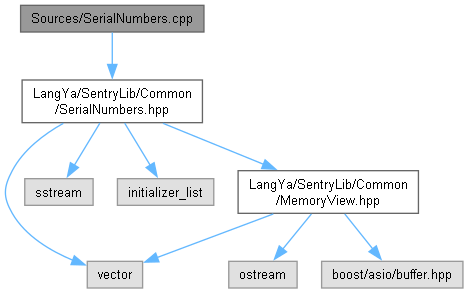 Sources/SerialNumbers.cpp
LangYa/SentryLib/Common
/SerialNumbers.hpp
sstream
initializer_list
LangYa/SentryLib/Common
/MemoryView.hpp
vector
ostream
boost/asio/buffer.hpp